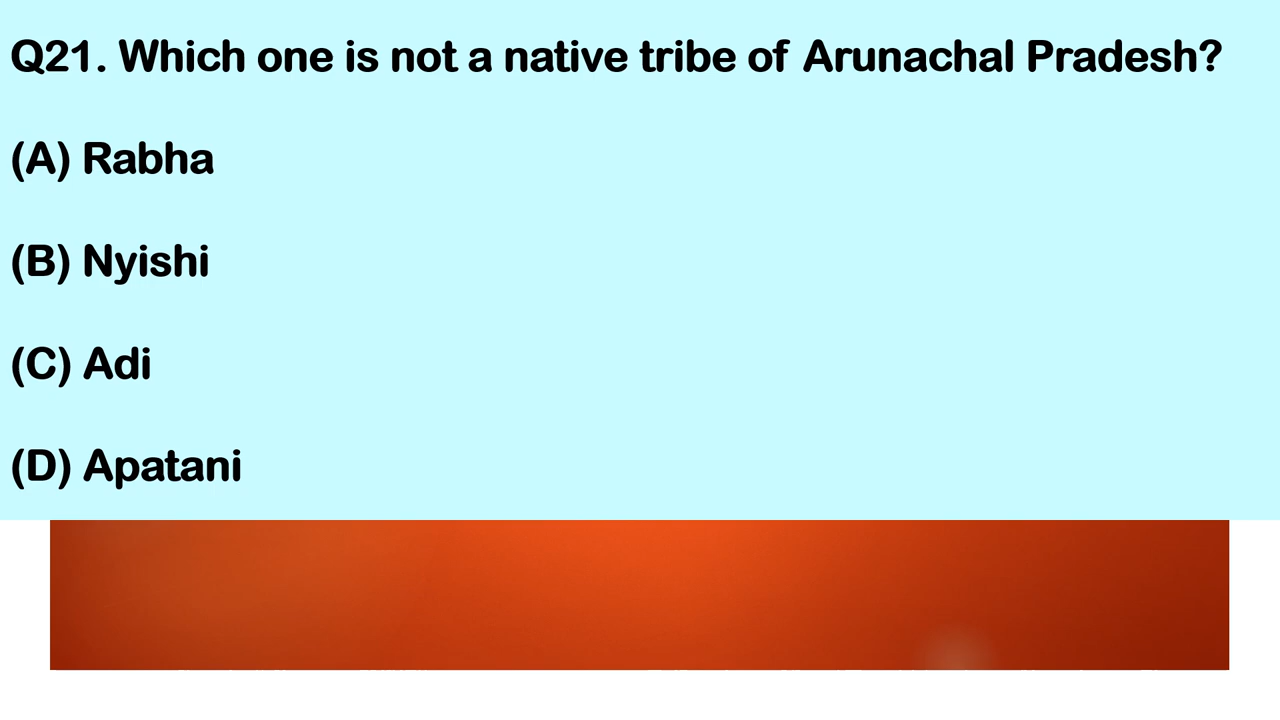 Q21. Which one is not a native tribe of Arunachal Pradesh?
(A) Rabha
(B) Nyishi
(C) Adi
(D) Apatani